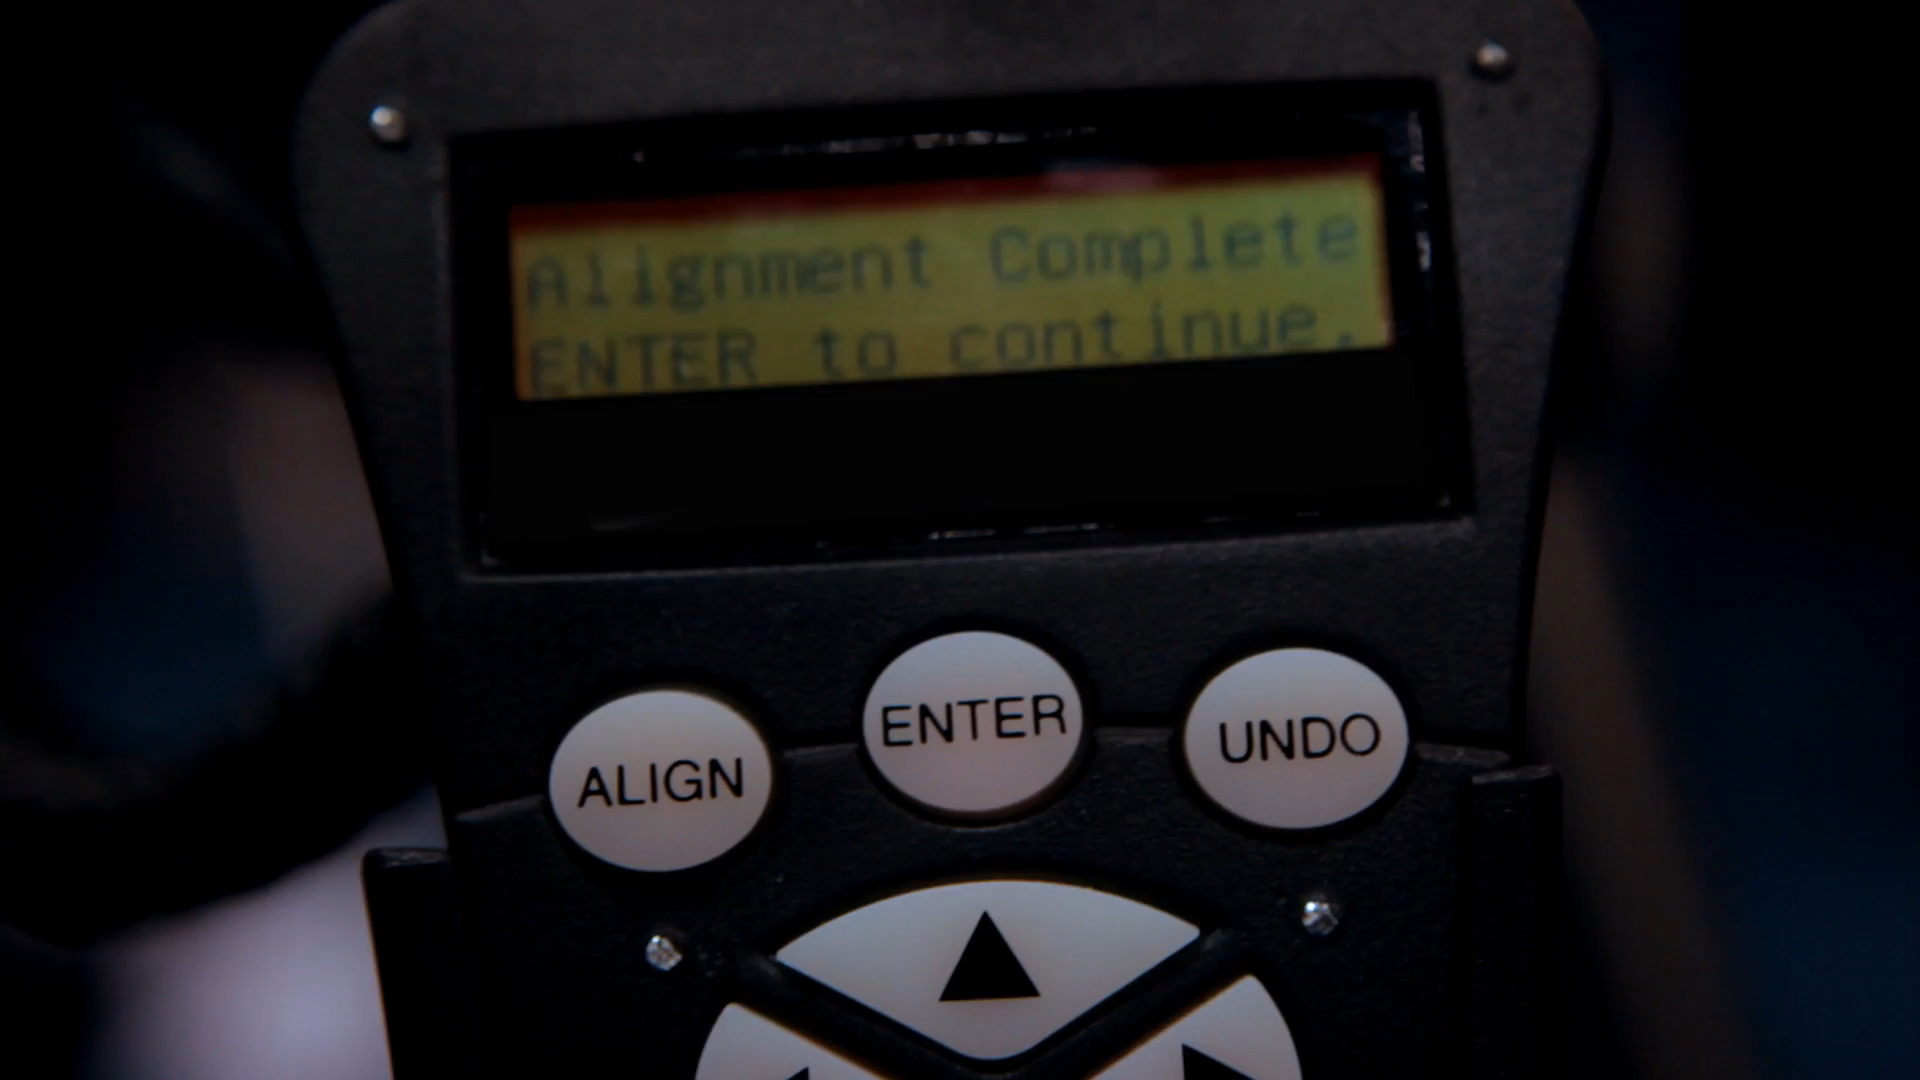 Alignment Complete
ENTER to continue.
ALIGN
ENTER
UNDO